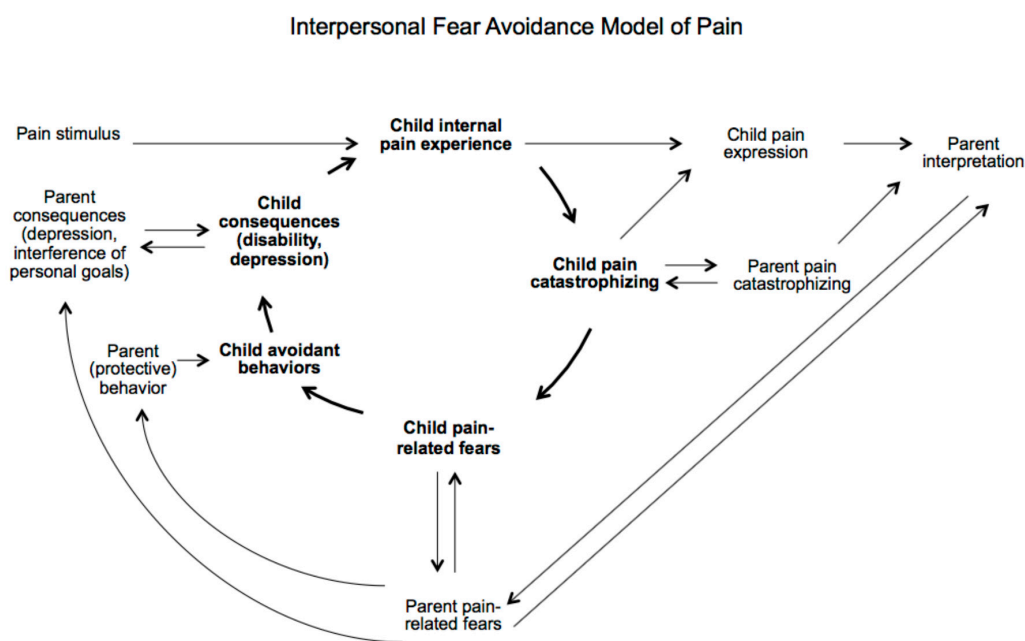 Interpersonal Fear Avoidance Model of Pain
Pain stimulus
Child internal
pain experience
Child pain
expression
Parent
interpretation
Parent
consequences
(depression,
interference of
personal goals)
Child
consequences
(disability,
depression)
Child pain
catastrophizing
Parent pain
catastrophizing
Parent
(protective)
behavior
Child avoidant
behaviors
Child pain-
related fears
Parent pain-
related fears